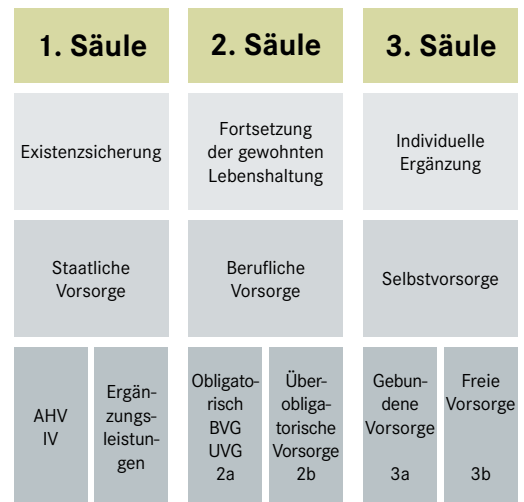 1. Säule
2. Säule
3. Säule
Existenzsicherung
Fortsetzung
der gewohnten
Lebenshaltung
Individuelle
Ergänzung
Staatliche
Vorsorge
Berufliche
Vorsorge
Selbstvorsorge
AHV
IV
Ergän-
zungs-
leistun-
gen
Obligato-
risch
BVG
UVG
2a
Über-
obliga-
torische
Vorsorge
2b
Gebun-
dene
Vorsorge
3a
Freie
Vorsorge
3b